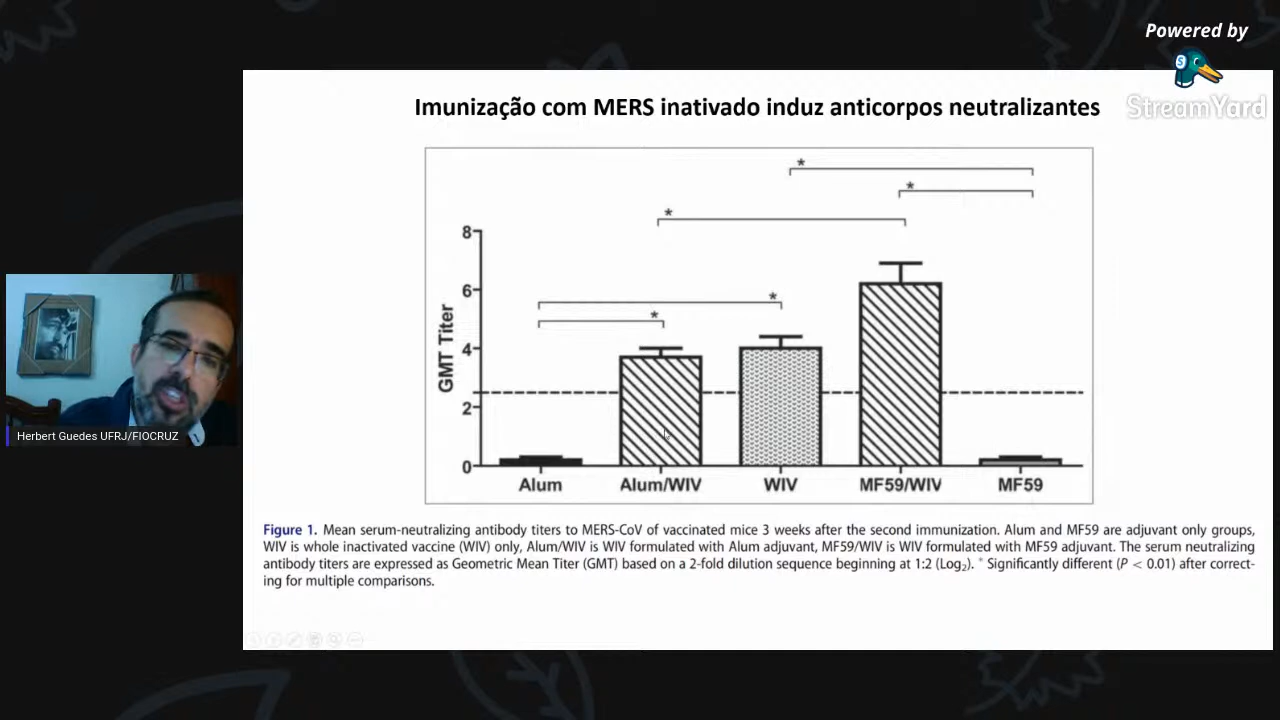 Powered by
StreamYard
Imunização com MERS inativado induz anticorpos neutralizantes
*
*
*
*
*
8
6
4
2
0
GMT Titer
Alum Alum/WIV WIV MF59/WIV MF59
Figure 1. Mean serum-neutralizing antibody titers to MERS-CoV of vaccinated mice 3 weeks after the second immunization. Alum and MF59 are adjuvant only groups,
WIV is whole inactivated vaccine (WIV) only, Alum/WIV is WIV formulated with Alum adjuvant, MF59/WIV is WIV formulated with MF59 adjuvant. The serum neutralizing
antibody titers are expressed as Geometric Mean Titer (GMT) based on a 2-fold dilution sequence beginning at 1:2 (Log₂). * Significantly different (P < 0.01) after correct-
ing for multiple comparisons.
Herbert Guedes UFRJ/FIOCRUZ